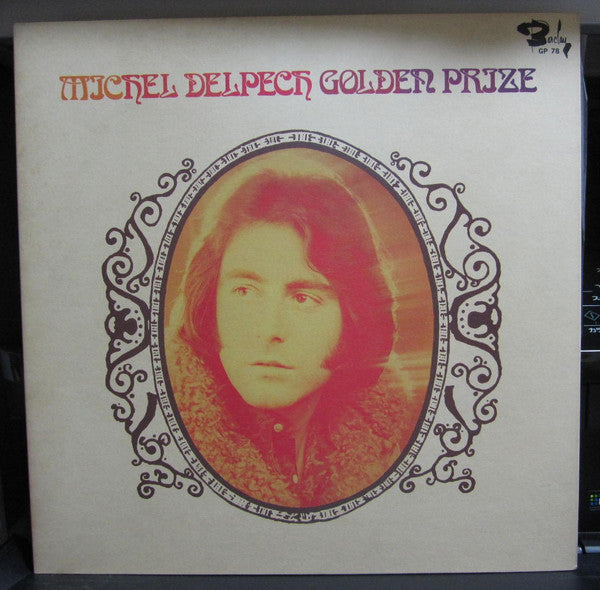 Barclay
GP 78
MICHEL DELPECH GOLDEN PRIZE